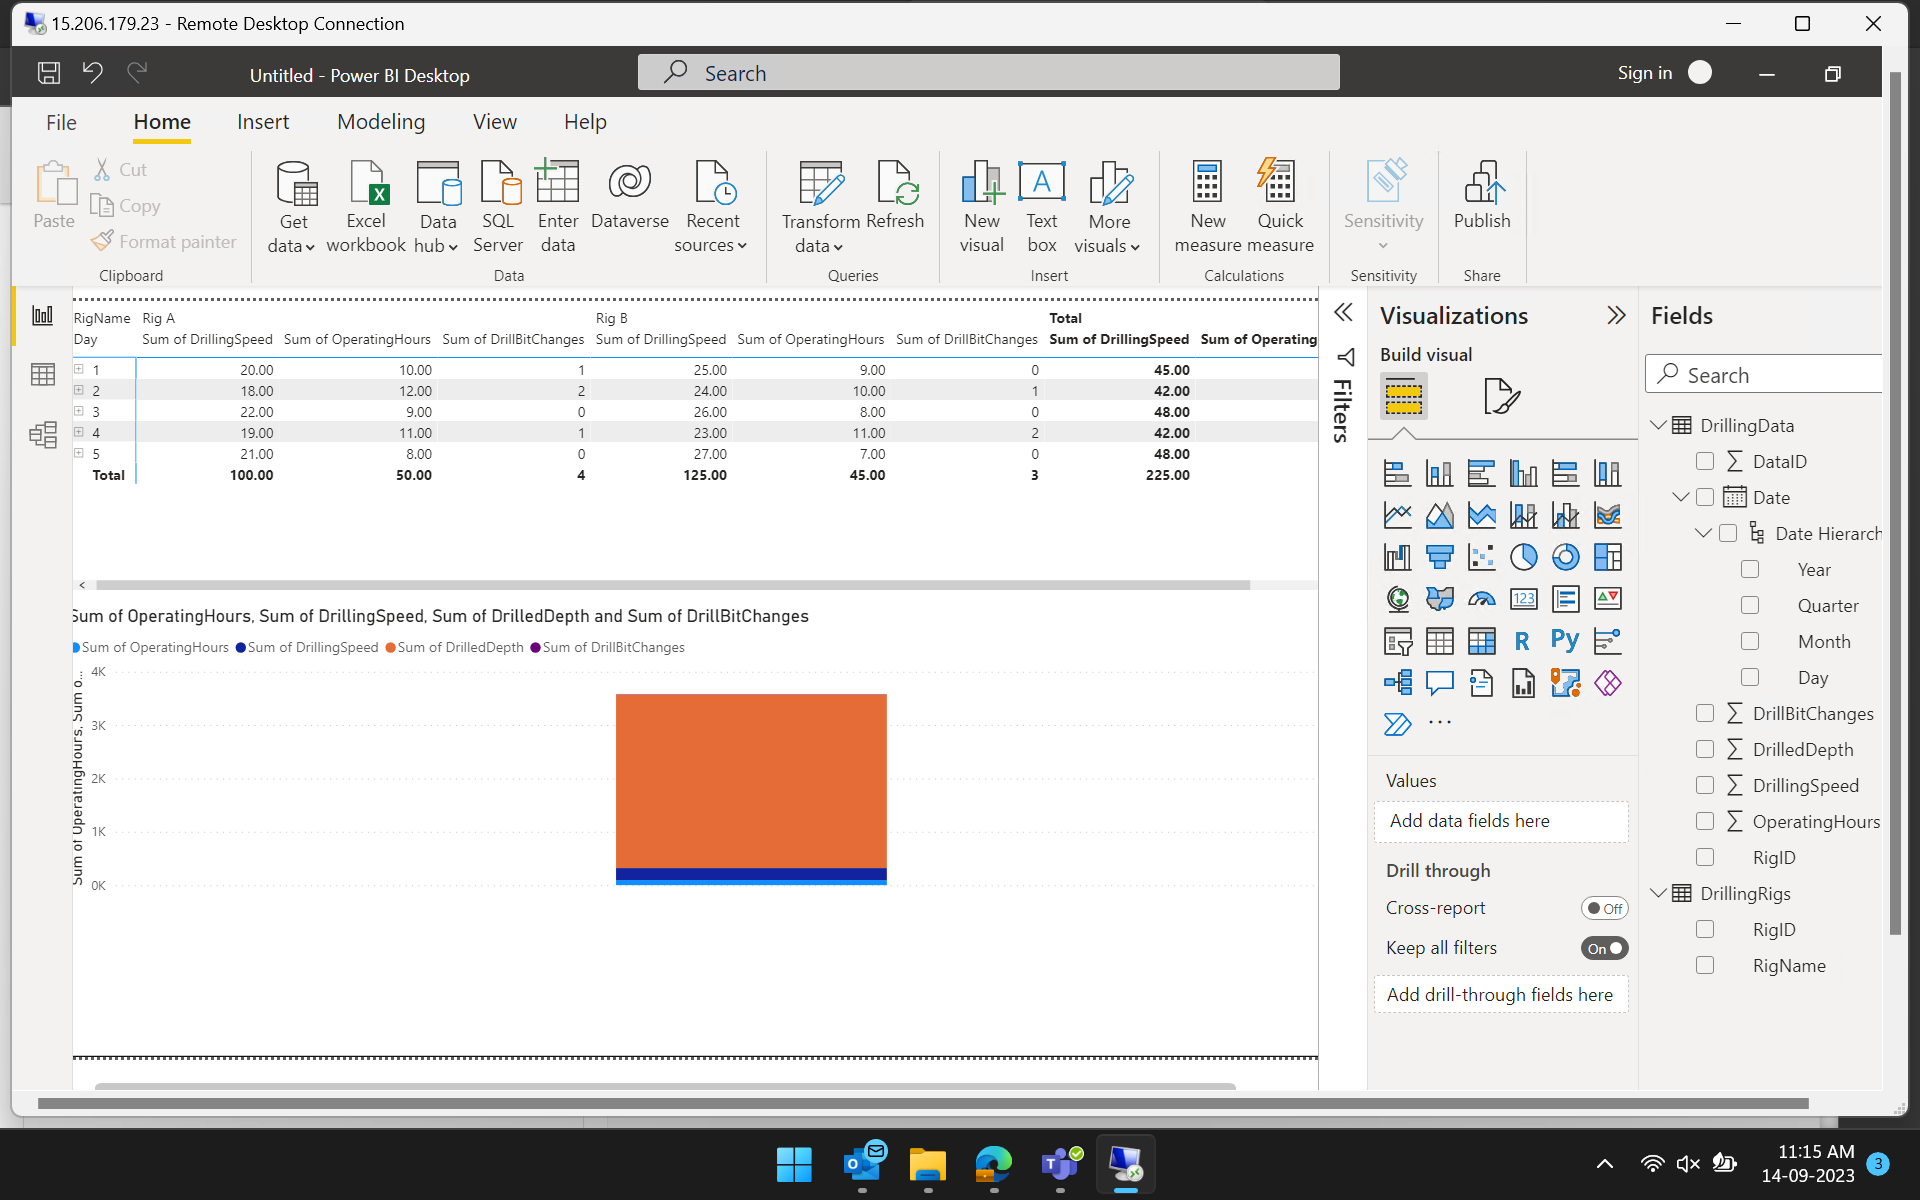 15.206.179.23 - Remote Desktop Connection
Untitled - Power BI Desktop
Search
Sign in
File Home Insert Modeling View Help
Paste
Cut
Copy
Format painter
Clipboard
Get data
Excel workbook
Data hub
SQL Server
Enter data
Dataverse
Recent sources
Data
Transform data
Refresh
Queries
New visual
Text box
More visuals
Insert
New measure
Quick measure
Calculations
Sensitivity
Sensitivity
Publish
Share
RigName Rig A Rig B Total
Day Sum of DrillingSpeed Sum of OperatingHours Sum of DrillBitChanges Sum of DrillingSpeed Sum of OperatingHours Sum of DrillBitChanges Sum of DrillingSpeed Sum of Operating
1 20.00 10.00 1 25.00 9.00 0 45.00
2 18.00 12.00 2 24.00 10.00 1 42.00
3 22.00 9.00 0 26.00 8.00 0 48.00
4 19.00 11.00 1 23.00 11.00 2 42.00
5 21.00 8.00 0 27.00 7.00 0 48.00
Total 100.00 50.00 4 125.00 45.00 3 225.00
Sum of OperatingHours, Sum of DrillingSpeed, Sum of DrilledDepth and Sum of DrillBitChanges
Sum of OperatingHours Sum of DrillingSpeed Sum of DrilledDepth Sum of DrillBitChanges
Sum of OperatingHours, Sum o...
4K
3K
2K
1K
0K
Filters
Visualizations
Build visual
123
R
Py
...
Values
Add data fields here
Drill through
Cross-report Off
Keep all filters On
Add drill-through fields here
Fields
Search
DrillingData
DataID
Date
Date Hierarch
Year
Quarter
Month
Day
DrillBitChanges
DrilledDepth
DrillingSpeed
OperatingHours
RigID
DrillingRigs
RigID
RigName
11:15 AM
14-09-2023
3